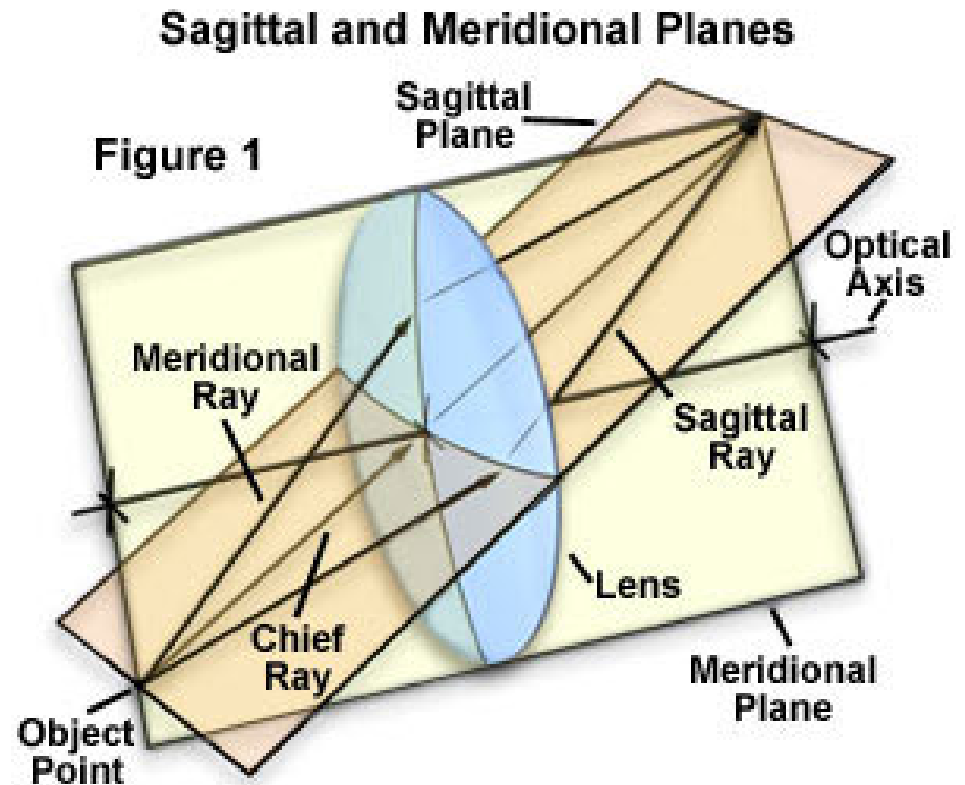 Sagittal and Meridional Planes
Sagittal
Plane
Figure 1
Optical
Axis
Meridional
Ray
Sagittal
Ray
Lens
Chief
Ray
Meridional
Plane
Object
Point